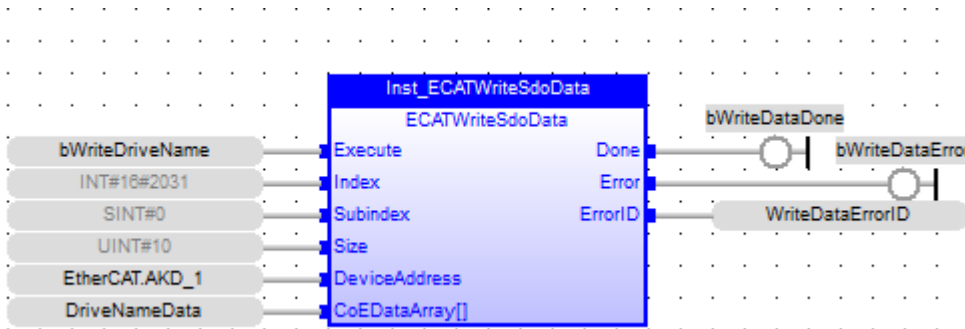 Inst_ECATWriteSdoData
ECATWriteSdoData
bWriteDataDone
bWriteDriveName Execute Done bWriteDataError
INT#16#2031 Index Error
SINT#0 Subindex ErrorID WriteDataErrorID
UINT#10 Size
EtherCAT.AKD_1 DeviceAddress
DriveNameData CoEDataArray[]